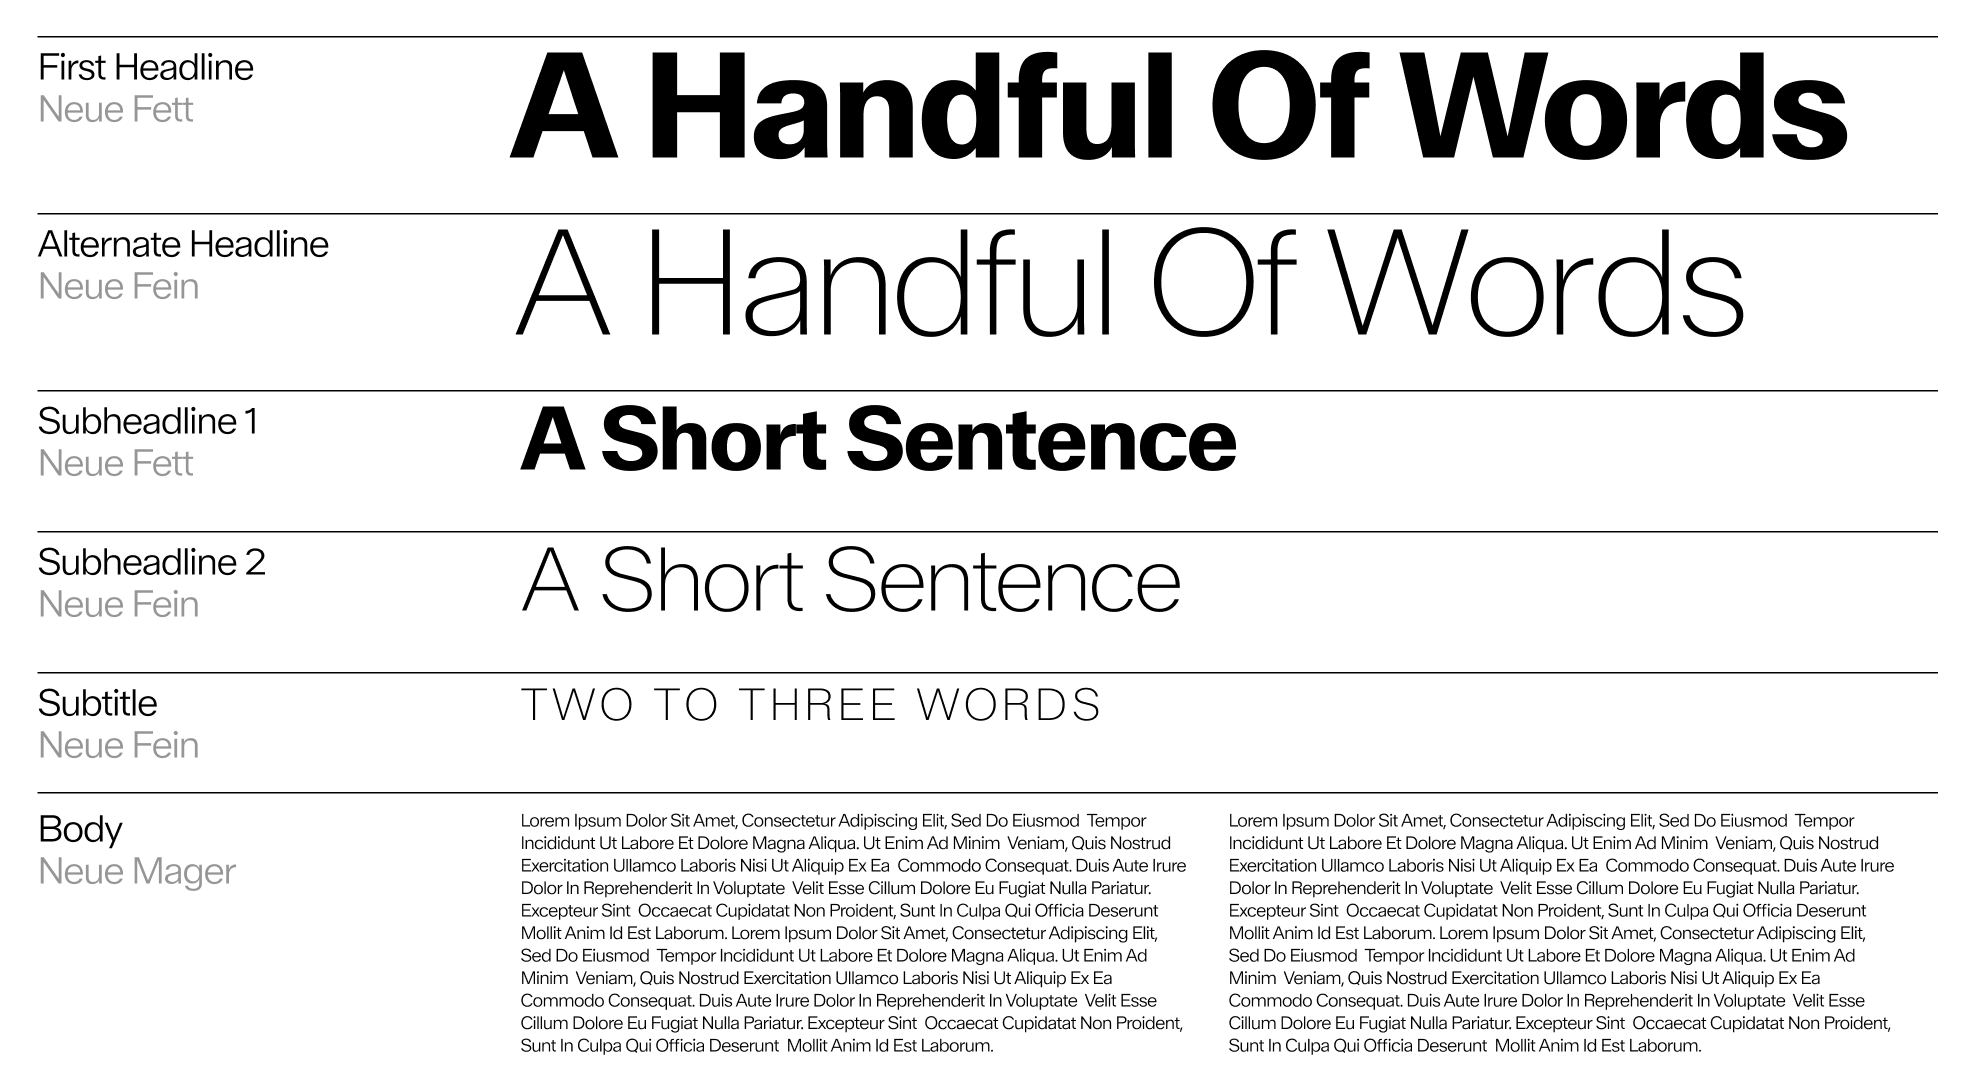 First Headline
Neue Fett
A Handful Of Words
Alternate Headline
Neue Fein
A Handful Of Words
Subheadline 1
Neue Fett
A Short Sentence
Subheadline 2
Neue Fein
A Short Sentence
Subtitle
Neue Fein
TWO TO THREE WORDS
Body
Neue Mager
Lorem Ipsum Dolor Sit Amet, Consectetur Adipiscing Elit, Sed Do Eiusmod  Tempor
Incididunt Ut Labore Et Dolore Magna Aliqua. Ut Enim Ad Minim  Veniam, Quis Nostrud
Exercitation Ullamco Laboris Nisi Ut Aliquip Ex Ea  Commodo Consequat. Duis Aute Irure
Dolor In Reprehenderit In Voluptate  Velit Esse Cillum Dolore Eu Fugiat Nulla Pariatur.
Excepteur Sint  Occaecat Cupidatat Non Proident, Sunt In Culpa Qui Officia Deserunt
Mollit Anim Id Est Laborum. Lorem Ipsum Dolor Sit Amet, Consectetur Adipiscing Elit,
Sed Do Eiusmod  Tempor Incididunt Ut Labore Et Dolore Magna Aliqua. Ut Enim Ad
Minim  Veniam, Quis Nostrud Exercitation Ullamco Laboris Nisi Ut Aliquip Ex Ea
Commodo Consequat. Duis Aute Irure Dolor In Reprehenderit In Voluptate  Velit Esse
Cillum Dolore Eu Fugiat Nulla Pariatur. Excepteur Sint  Occaecat Cupidatat Non Proident,
Sunt In Culpa Qui Officia Deserunt  Mollit Anim Id Est Laborum.
Lorem Ipsum Dolor Sit Amet, Consectetur Adipiscing Elit, Sed Do Eiusmod  Tempor
Incididunt Ut Labore Et Dolore Magna Aliqua. Ut Enim Ad Minim  Veniam, Quis Nostrud
Exercitation Ullamco Laboris Nisi Ut Aliquip Ex Ea  Commodo Consequat. Duis Aute Irure
Dolor In Reprehenderit In Voluptate  Velit Esse Cillum Dolore Eu Fugiat Nulla Pariatur.
Excepteur Sint  Occaecat Cupidatat Non Proident, Sunt In Culpa Qui Officia Deserunt
Mollit Anim Id Est Laborum. Lorem Ipsum Dolor Sit Amet, Consectetur Adipiscing Elit,
Sed Do Eiusmod  Tempor Incididunt Ut Labore Et Dolore Magna Aliqua. Ut Enim Ad
Minim  Veniam, Quis Nostrud Exercitation Ullamco Laboris Nisi Ut Aliquip Ex Ea
Commodo Consequat. Duis Aute Irure Dolor In Reprehenderit In Voluptate  Velit Esse
Cillum Dolore Eu Fugiat Nulla Pariatur. Excepteur Sint  Occaecat Cupidatat Non Proident,
Sunt In Culpa Qui Officia Deserunt  Mollit Anim Id Est Laborum.